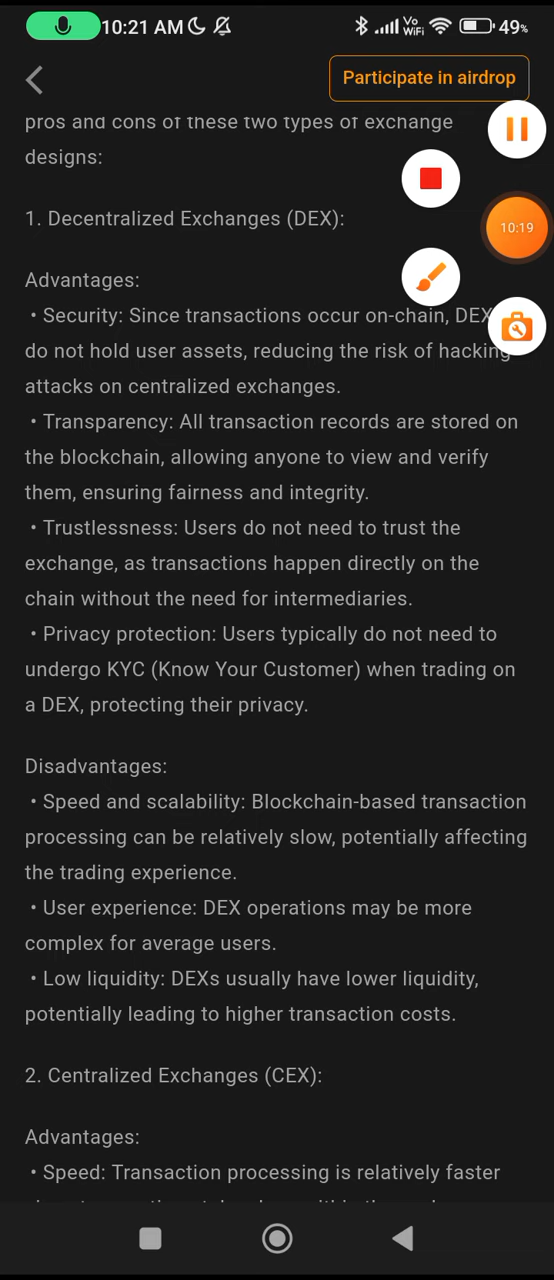 10:21 AM
Vo
WiFi
49%
Participate in airdrop
pros and cons of these two types of exchange
designs:
10:19
1. Decentralized Exchanges (DEX):
Advantages:
• Security: Since transactions occur on-chain, DEX
do not hold user assets, reducing the risk of hacking
attacks on centralized exchanges.
• Transparency: All transaction records are stored on
the blockchain, allowing anyone to view and verify
them, ensuring fairness and integrity.
• Trustlessness: Users do not need to trust the
exchange, as transactions happen directly on the
chain without the need for intermediaries.
• Privacy protection: Users typically do not need to
undergo KYC (Know Your Customer) when trading on
a DEX, protecting their privacy.
Disadvantages:
• Speed and scalability: Blockchain-based transaction
processing can be relatively slow, potentially affecting
the trading experience.
• User experience: DEX operations may be more
complex for average users.
• Low liquidity: DEXs usually have lower liquidity,
potentially leading to higher transaction costs.
2. Centralized Exchanges (CEX):
Advantages:
• Speed: Transaction processing is relatively faster